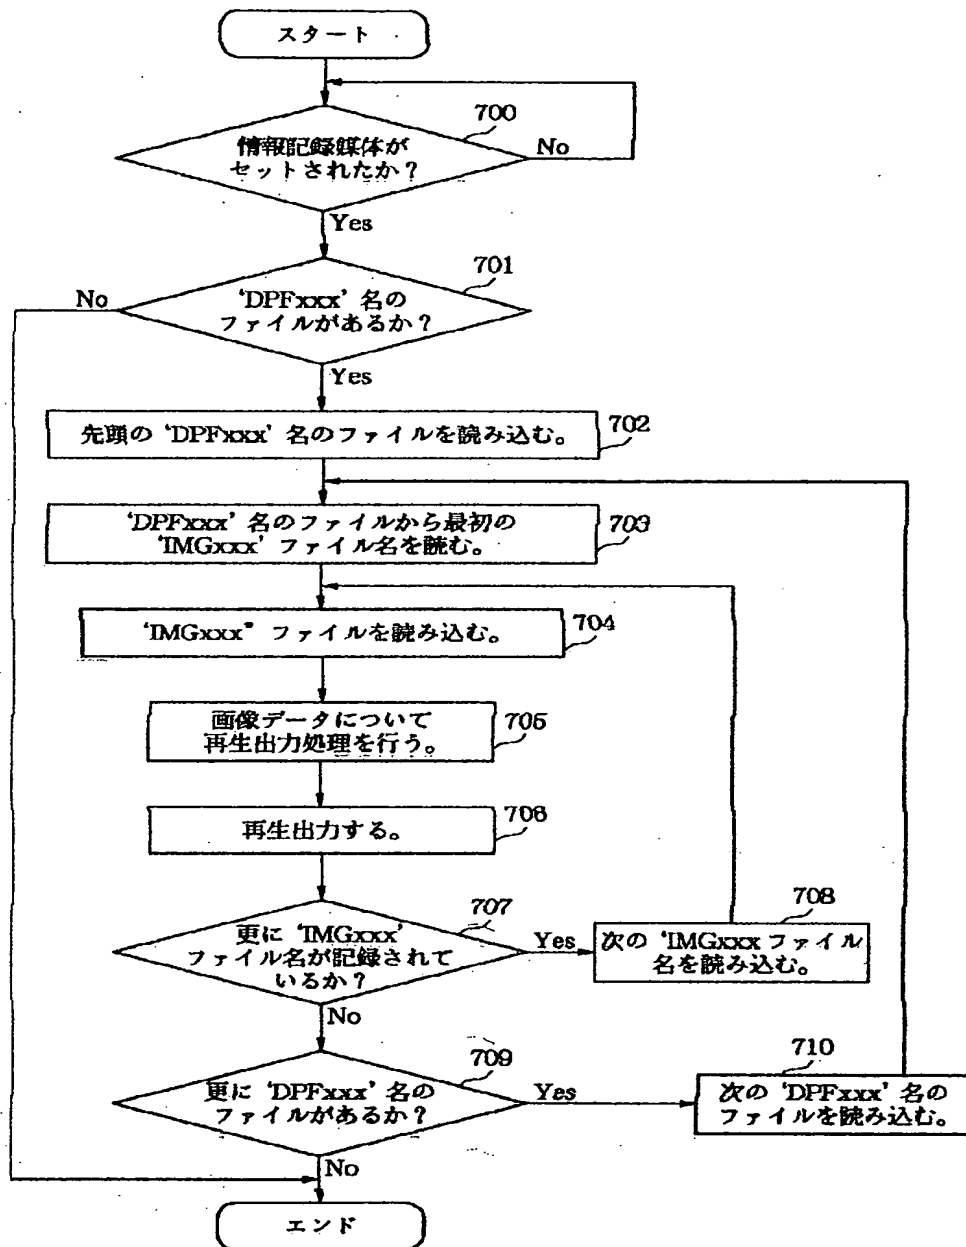 スタート
700
情報記録媒体が
セットされたか？
No
Yes
701
'DPFxxx' 名の
ファイルがあるか？
No
Yes
先頭の 'DPFxxx' 名のファイルを読み込む。
702
'DPFxxx' 名のファイルから最初の
'IMGxxx' ファイル名を読む。
703
'IMGxxx" ファイルを読み込む。
704
画像データについて
再生出力処理を行う。
705
再生出力する。
706
707
更に 'IMGxxx'
ファイル名が記録されて
いるか？
Yes
708
次の 'IMGxxx ファイル
名を読み込む。
No
709
更に 'DPFxxx' 名の
ファイルがあるか？
Yes
710
次の 'DPFxxx' 名の
ファイルを読み込む。
No
エンド